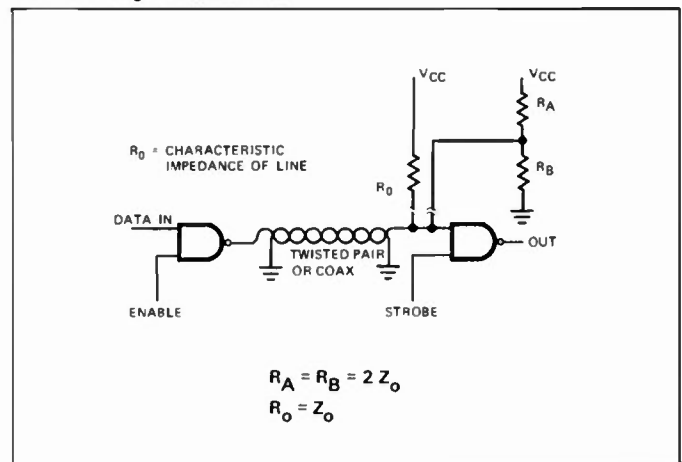 VCC
VCC
RA
R0 = CHARACTERISTIC
IMPEDANCE OF LINE
R0
RB
DATA IN
TWISTED PAIR
OR COAX
OUT
ENABLE
STROBE
RA = RB = 2 Zo
Ro = Zo